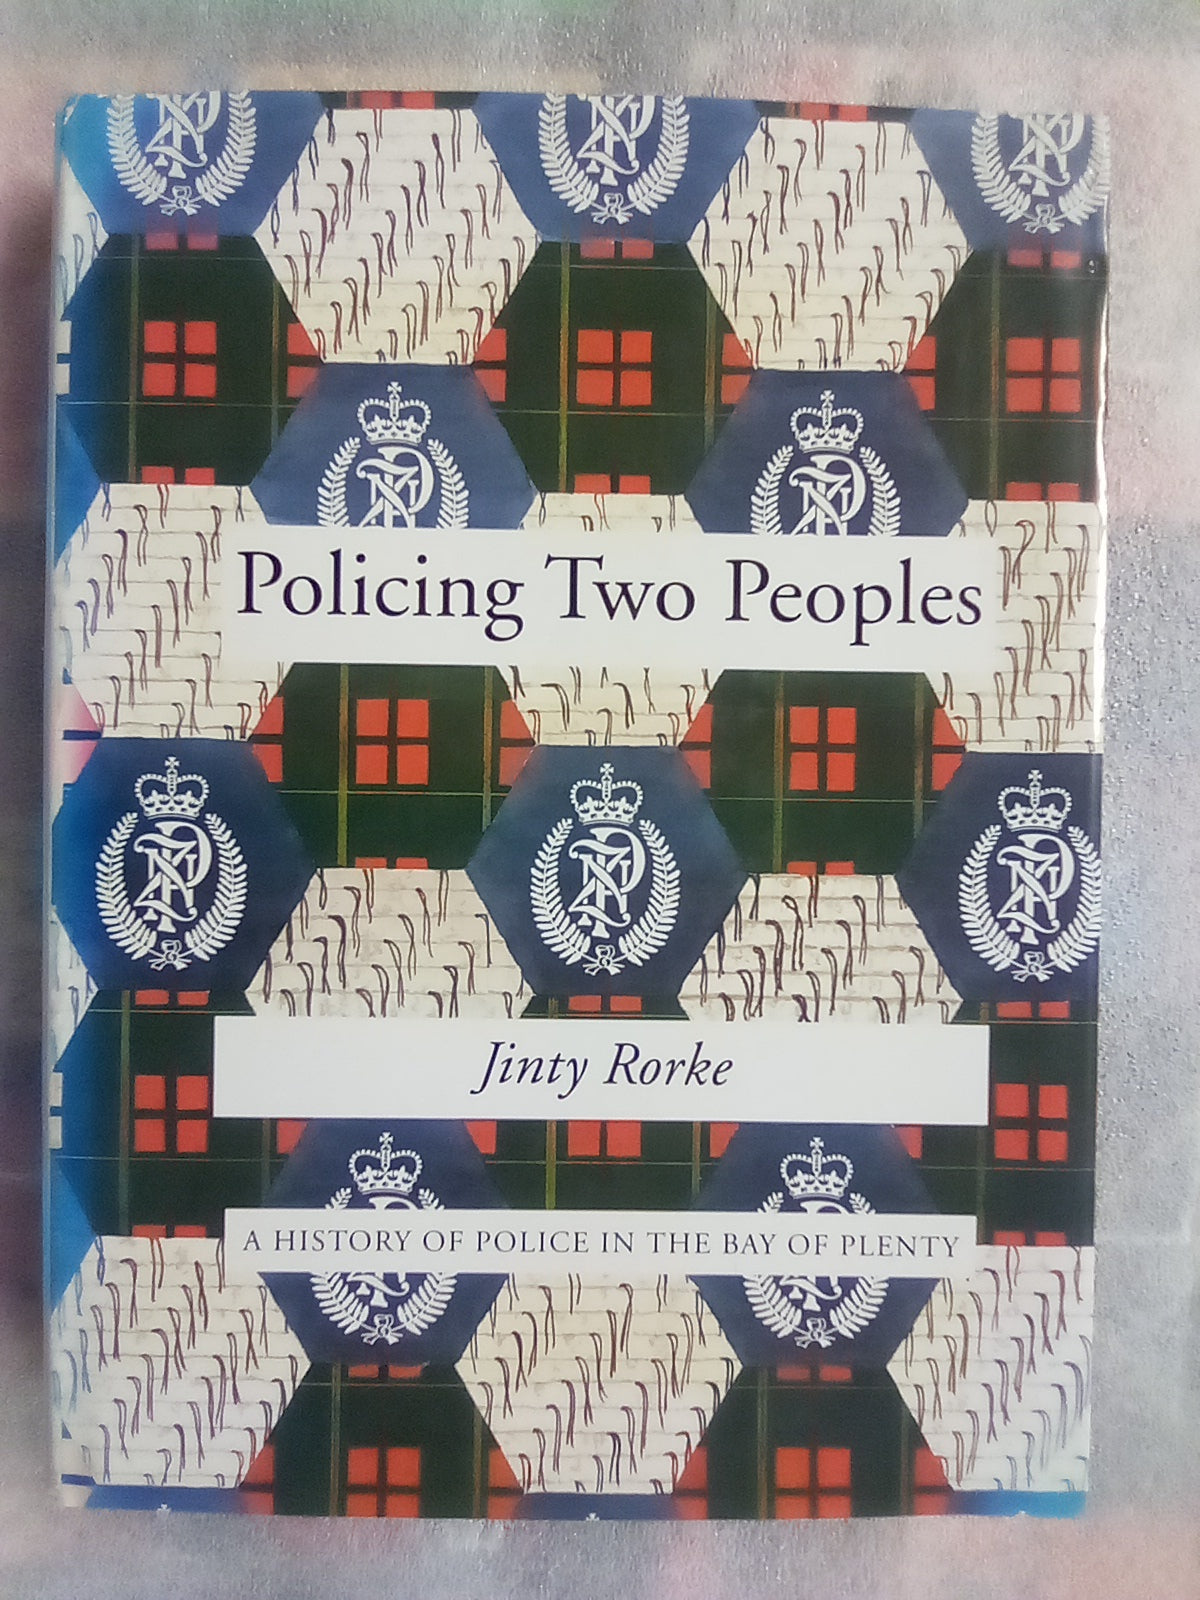 Policing Two Peoples
Jinty Rorke
A HISTORY OF POLICE IN THE BAY OF PLENTY